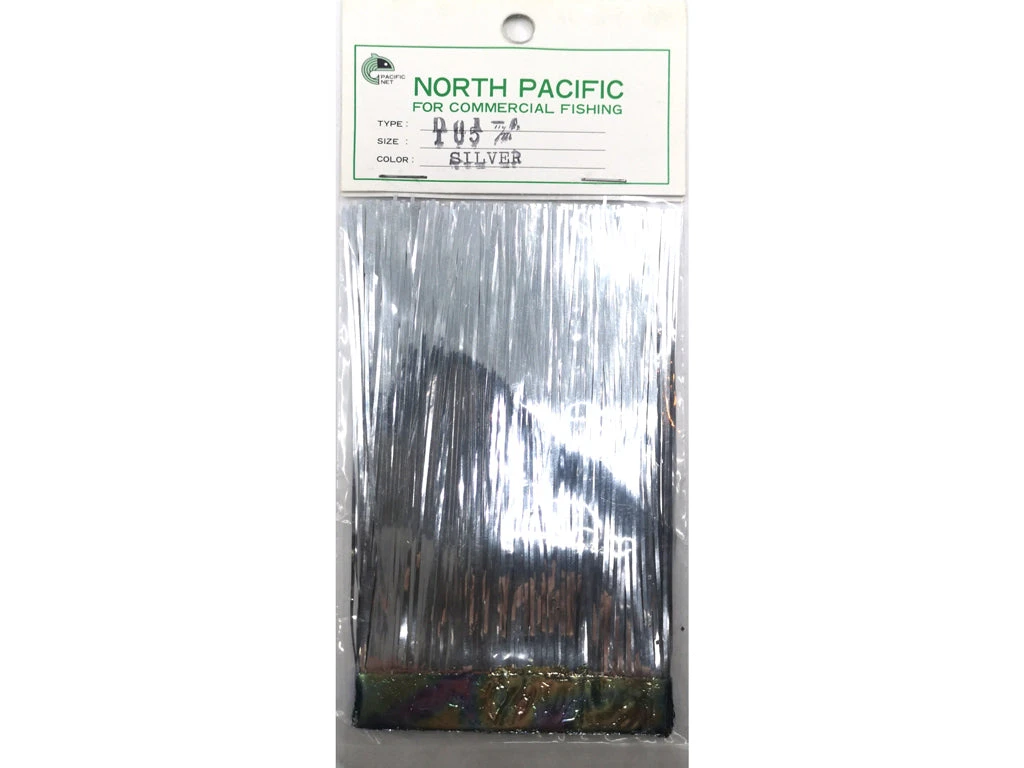 PACIFIC
NET
NORTH PACIFIC
FOR COMMERCIAL FISHING
TYPE :
SIZE :
COLOR : SILVER